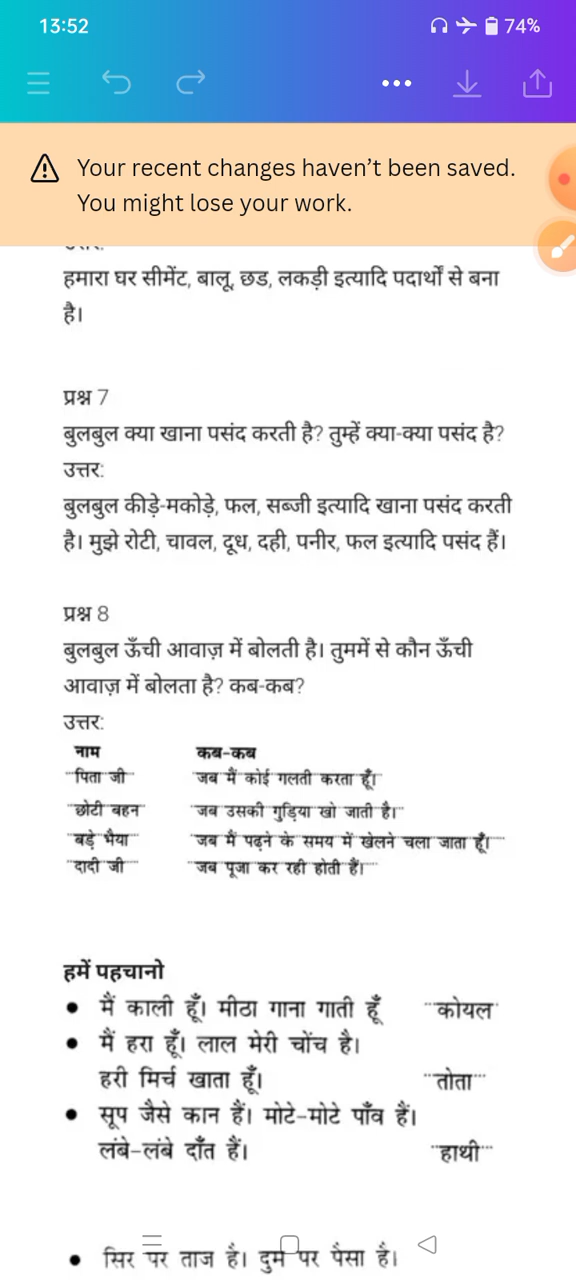 13:52
74%
Your recent changes haven’t been saved.
You might lose your work.
हमारा घर सीमेंट, बालू, छड, लकड़ी इत्यादि पदार्थों से बना
है।
प्रश्न 7
बुलबुल क्या खाना पसंद करती है? तुम्हें क्या-क्या पसंद है?
उत्तर:
बुलबुल कीड़े-मकोड़े, फल, सब्जी इत्यादि खाना पसंद करती
है। मुझे रोटी, चावल, दूध, दही, पनीर, फल इत्यादि पसंद हैं।
प्रश्न 8
बुलबुल ऊँची आवाज़ में बोलती है। तुममें से कौन ऊँची
आवाज़ में बोलता है? कब-कब?
उत्तर:
नाम कब-कब
पिता जी जब मैं कोई गलती करता हूँ।
छोटी बहन जब उसकी गुड़िया खो जाती है।
बड़े भैया जब मैं पढ़ने के समय में खेलने चला जाता हूँ।
दादी जी जब पूजा कर रही होती हैं।
हमें पहचानो
• मैं काली हूँ। मीठा गाना गाती हूँ कोयल
• मैं हरा हूँ। लाल मेरी चोंच है।
हरी मिर्च खाता हूँ। तोता
• सूप जैसे कान हैं। मोटे-मोटे पाँव हैं।
लंबे-लंबे दाँत हैं। हाथी
• सिर पर ताज है। दुम पर पैसा है।